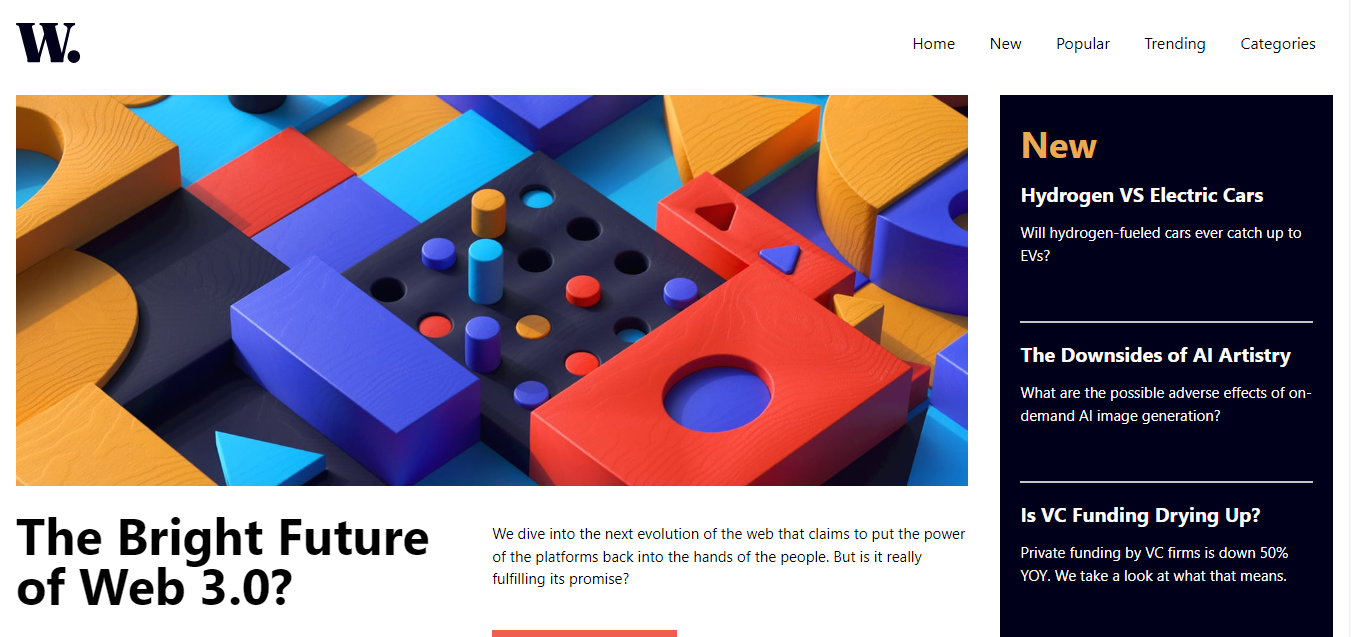 W.
Home New Popular Trending Categories
New
Hydrogen VS Electric Cars
Will hydrogen-fueled cars ever catch up to
EVs?
The Downsides of AI Artistry
What are the possible adverse effects of on-
demand AI image generation?
Is VC Funding Drying Up?
Private funding by VC firms is down 50%
YOY. We take a look at what that means.
The Bright Future
of Web 3.0?
We dive into the next evolution of the web that claims to put the power
of the platforms back into the hands of the people. But is it really
fulfilling its promise?